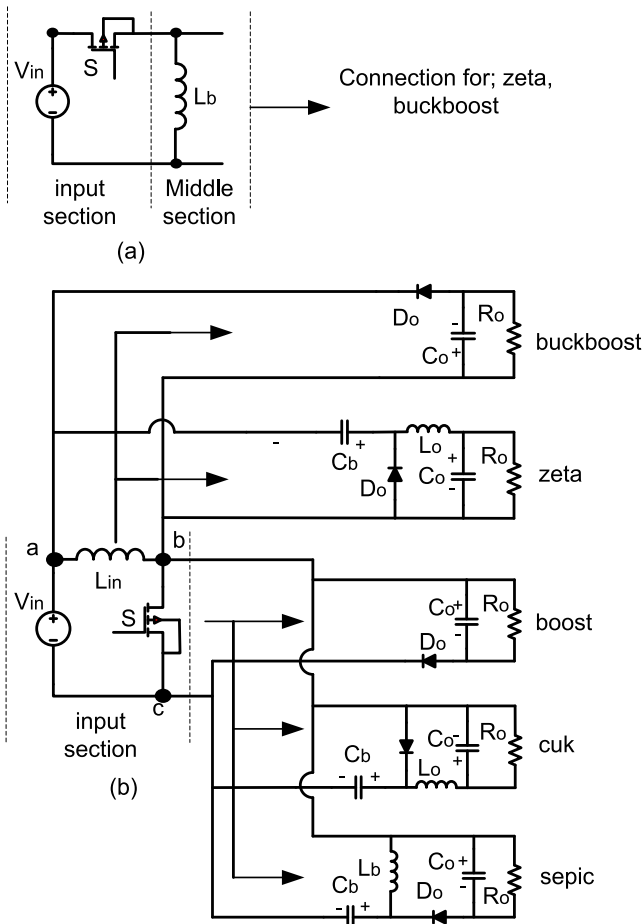 Vin
S
Lb
Connection for; zeta,
buckboost
input
section
Middle
section
(a)
Do
-
Co
+
Ro
buckboost
-
Cb
+
Lo
Do
+
Co
-
Ro
zeta
a
b
Lin
Vin
+
-
S
c
input
section
(b)
Co
+
-
Ro
Do
boost
Cb
-
+
Lo
Co
-
+
Ro
cuk
Lb
Cb
-
+
Do
Co
+
-
Ro
sepic